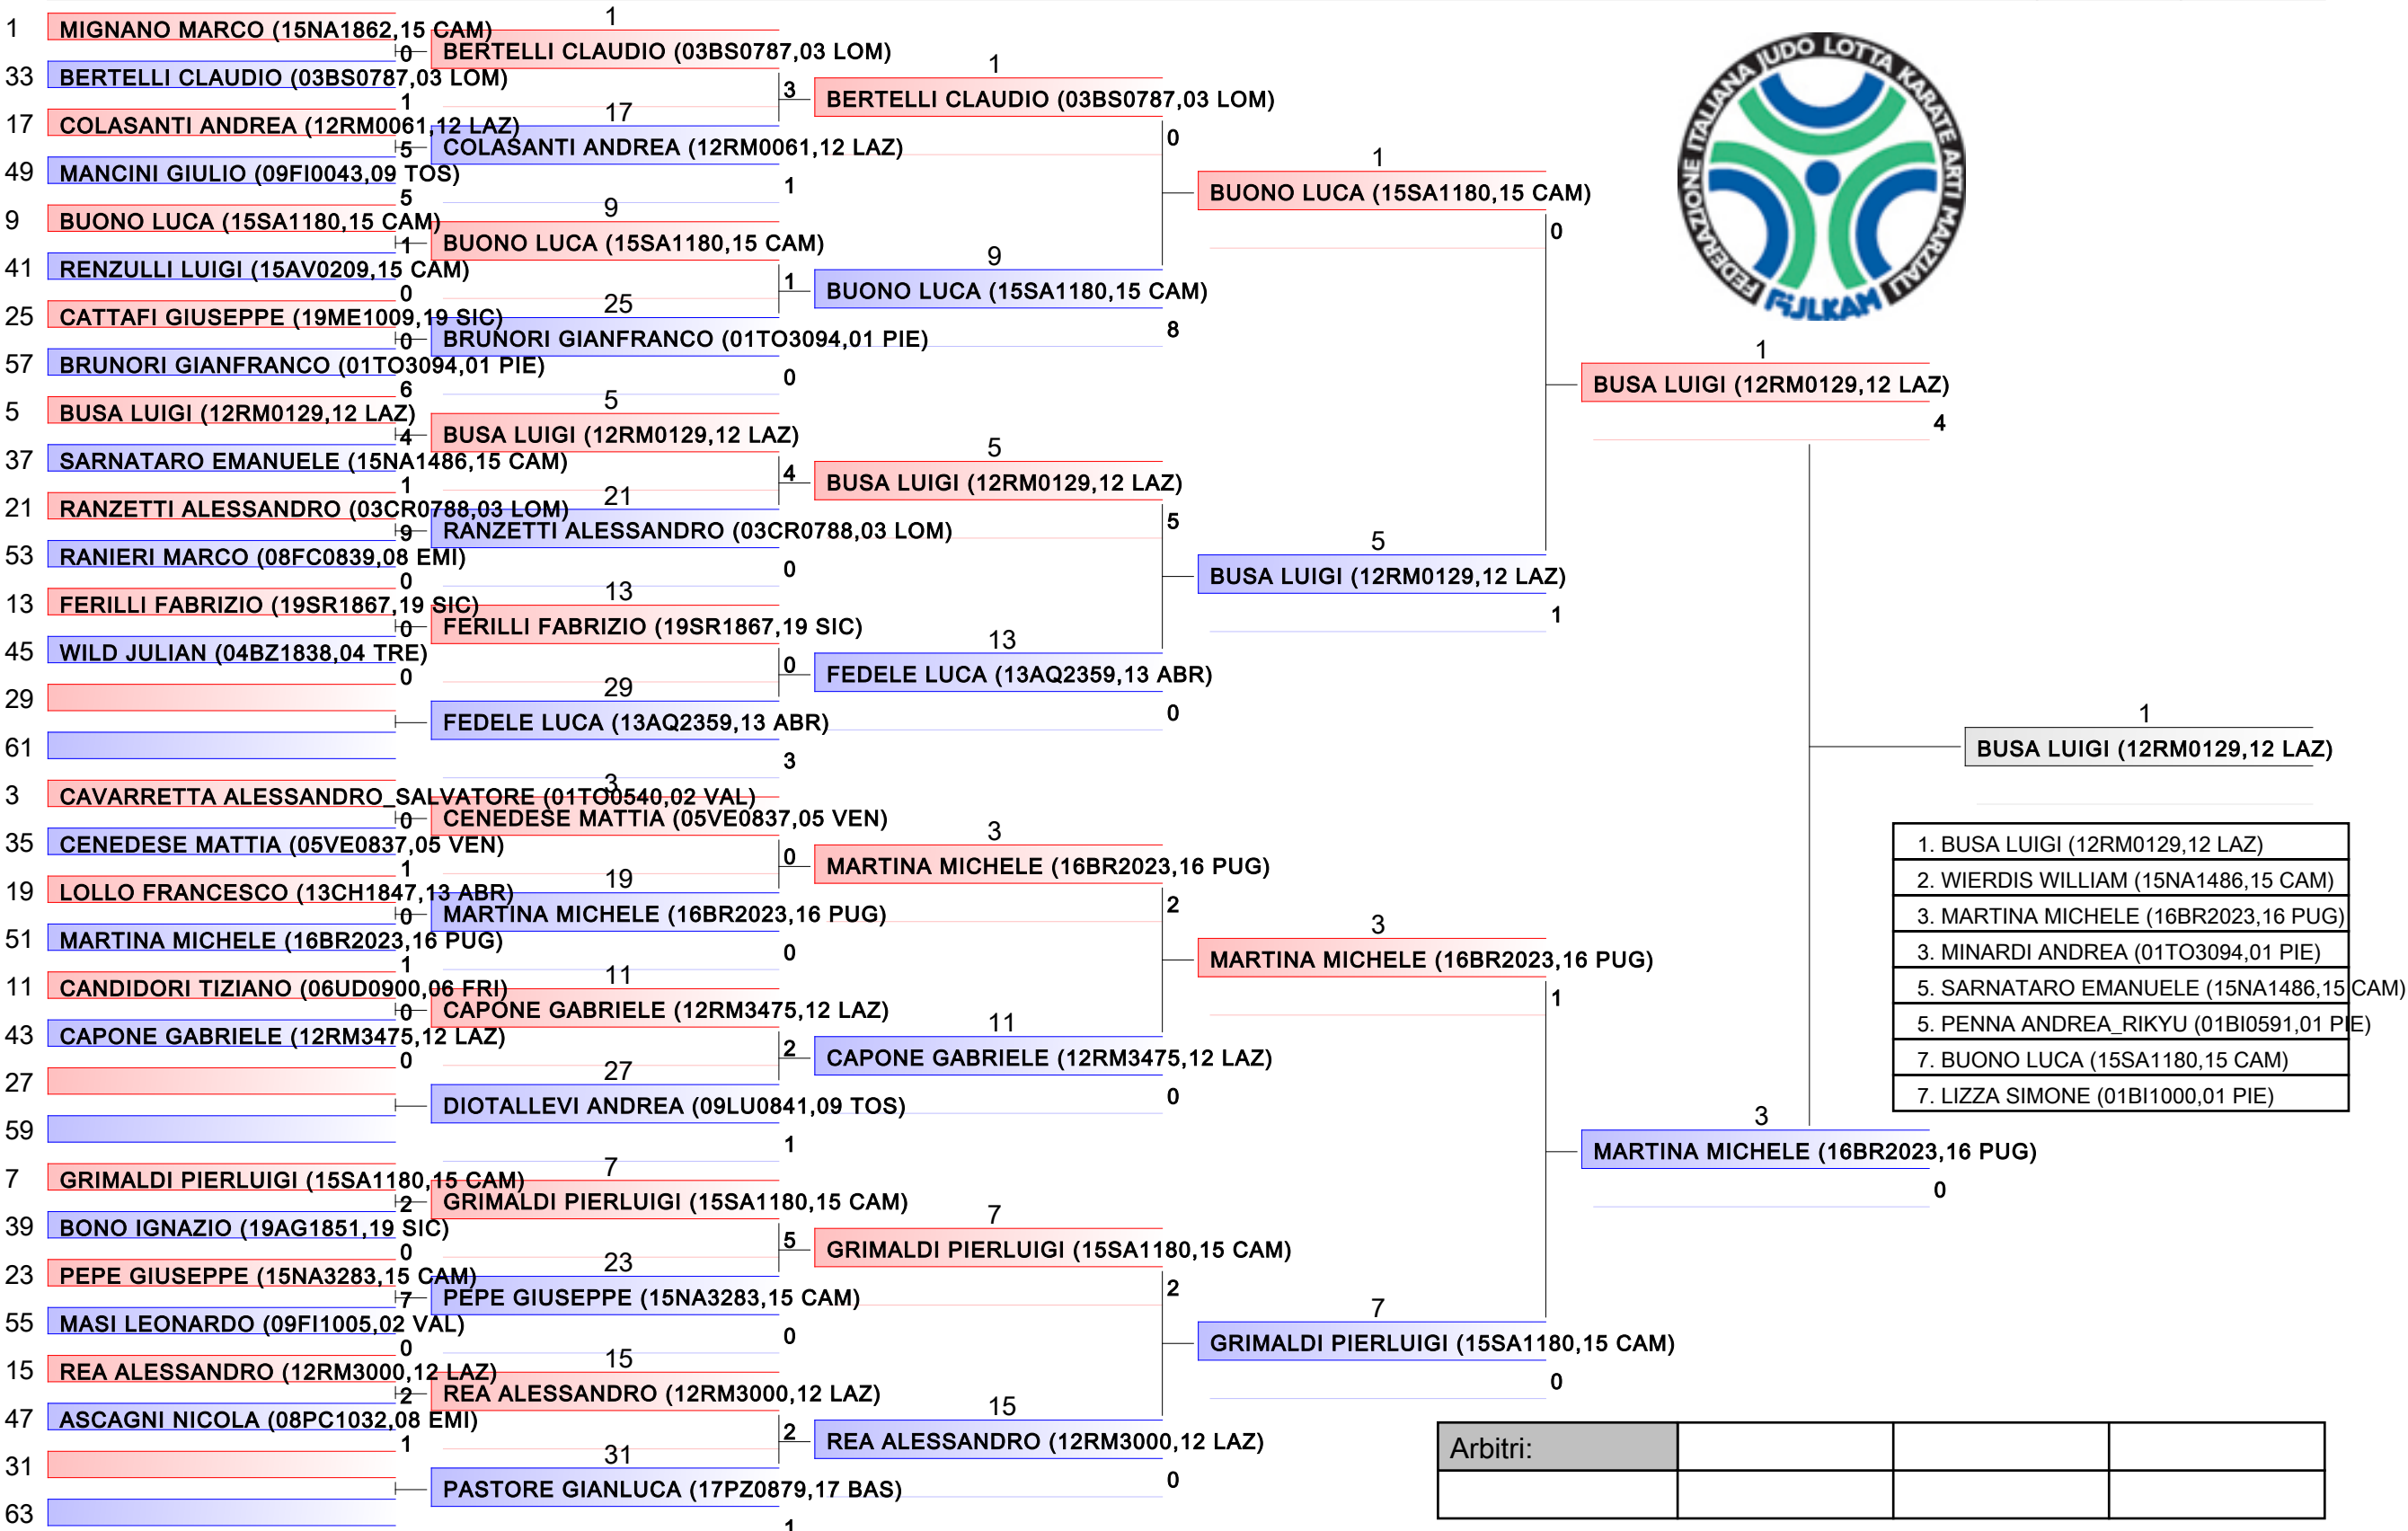 1 MIGNANO MARCO (15NA1862,15 CAM)
0
33 BERTELLI CLAUDIO (03BS0787,03 LOM)
1
17 COLASANTI ANDREA (12RM0061,12 LAZ)
5
49 MANCINI GIULIO (09FI0043,09 TOS)
5
9 BUONO LUCA (15SA1180,15 CAM)
1
41 RENZULLI LUIGI (15AV0209,15 CAM)
0
25 CATTAFI GIUSEPPE (19ME1009,19 SIC)
0
57 BRUNORI GIANFRANCO (01TO3094,01 PIE)
6
5 BUSA LUIGI (12RM0129,12 LAZ)
4
37 SARNATARO EMANUELE (15NA1486,15 CAM)
1
21 RANZETTI ALESSANDRO (03CR0788,03 LOM)
9
53 RANIERI MARCO (08FC0839,08 EMI)
0
13 FERILLI FABRIZIO (19SR1867,19 SIC)
0
45 WILD JULIAN (04BZ1838,04 TRE)
0
29
61
3 CAVARRETTA ALESSANDRO_SALVATORE (01TO0540,02 VAL)
0
35 CENEDESE MATTIA (05VE0837,05 VEN)
1
19 LOLLO FRANCESCO (13CH1847,13 ABR)
0
51 MARTINA MICHELE (16BR2023,16 PUG)
1
11 CANDIDORI TIZIANO (06UD0900,06 FRI)
0
43 CAPONE GABRIELE (12RM3475,12 LAZ)
0
27
59
7 GRIMALDI PIERLUIGI (15SA1180,15 CAM)
2
39 BONO IGNAZIO (19AG1851,19 SIC)
0
23 PEPE GIUSEPPE (15NA3283,15 CAM)
7
55 MASI LEONARDO (09FI1005,02 VAL)
0
15 REA ALESSANDRO (12RM3000,12 LAZ)
2
47 ASCAGNI NICOLA (08PC1032,08 EMI)
1
31
63
1
BERTELLI CLAUDIO (03BS0787,03 LOM)
3
17
COLASANTI ANDREA (12RM0061,12 LAZ)
1
9
BUONO LUCA (15SA1180,15 CAM)
1
25
BRUNORI GIANFRANCO (01TO3094,01 PIE)
0
5
BUSA LUIGI (12RM0129,12 LAZ)
4
21
RANZETTI ALESSANDRO (03CR0788,03 LOM)
0
13
FERILLI FABRIZIO (19SR1867,19 SIC)
0
29
FEDELE LUCA (13AQ2359,13 ABR)
3
3
CENEDESE MATTIA (05VE0837,05 VEN)
0
19
MARTINA MICHELE (16BR2023,16 PUG)
0
11
CAPONE GABRIELE (12RM3475,12 LAZ)
2
27
DIOTALLEVI ANDREA (09LU0841,09 TOS)
1
7
GRIMALDI PIERLUIGI (15SA1180,15 CAM)
5
23
PEPE GIUSEPPE (15NA3283,15 CAM)
0
15
REA ALESSANDRO (12RM3000,12 LAZ)
2
31
PASTORE GIANLUCA (17PZ0879,17 BAS)
1
1
BERTELLI CLAUDIO (03BS0787,03 LOM)
0
9
BUONO LUCA (15SA1180,15 CAM)
8
5
BUSA LUIGI (12RM0129,12 LAZ)
5
13
FEDELE LUCA (13AQ2359,13 ABR)
0
3
MARTINA MICHELE (16BR2023,16 PUG)
2
11
CAPONE GABRIELE (12RM3475,12 LAZ)
0
7
GRIMALDI PIERLUIGI (15SA1180,15 CAM)
2
15
REA ALESSANDRO (12RM3000,12 LAZ)
0
1
BUONO LUCA (15SA1180,15 CAM)
0
5
BUSA LUIGI (12RM0129,12 LAZ)
1
3
MARTINA MICHELE (16BR2023,16 PUG)
1
7
GRIMALDI PIERLUIGI (15SA1180,15 CAM)
0
FEDERAZIONE ITALIANA JUDO LOTTA KARATE ARTI MARZIALI
FIJLKAM
1
BUSA LUIGI (12RM0129,12 LAZ)
4
3
MARTINA MICHELE (16BR2023,16 PUG)
0
1
BUSA LUIGI (12RM0129,12 LAZ)
1. BUSA LUIGI (12RM0129,12 LAZ)
2. WIERDIS WILLIAM (15NA1486,15 CAM)
3. MARTINA MICHELE (16BR2023,16 PUG)
3. MINARDI ANDREA (01TO3094,01 PIE)
5. SARNATARO EMANUELE (15NA1486,15 CAM)
5. PENNA ANDREA_RIKYU (01BI0591,01 PIE)
7. BUONO LUCA (15SA1180,15 CAM)
7. LIZZA SIMONE (01BI1000,01 PIE)
Arbitri: